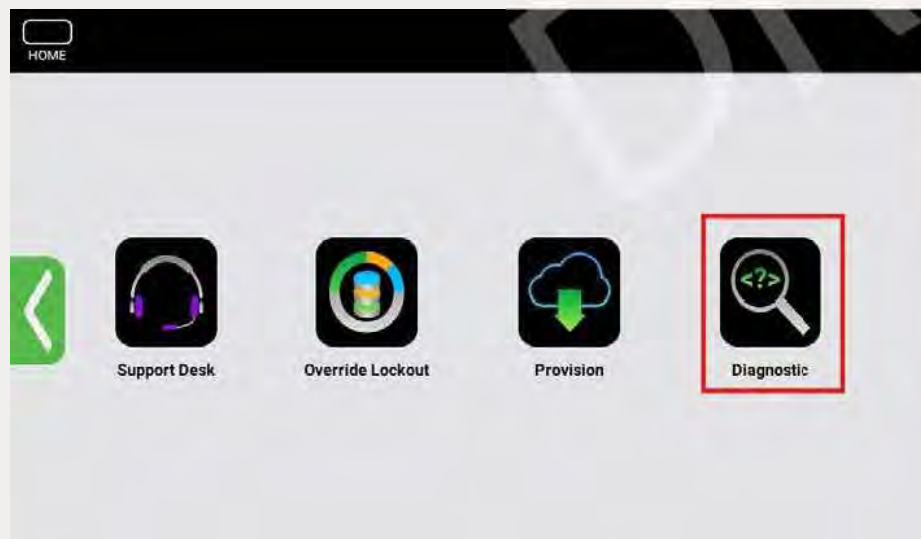 HOME
<?>
Support Desk
Override Lockout
Provision
Diagnostic